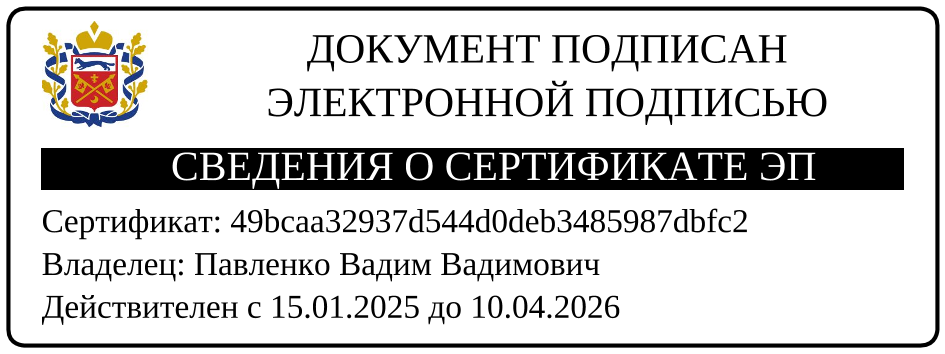 ДОКУМЕНТ ПОДПИСАН
ЭЛЕКТРОННОЙ ПОДПИСЬЮ
СВЕДЕНИЯ О СЕРТИФИКАТЕ ЭП
Сертификат: 49bcaa32937d544d0deb3485987dbfc2
Владелец: Павленко Вадим Вадимович
Действителен с 15.01.2025 до 10.04.2026